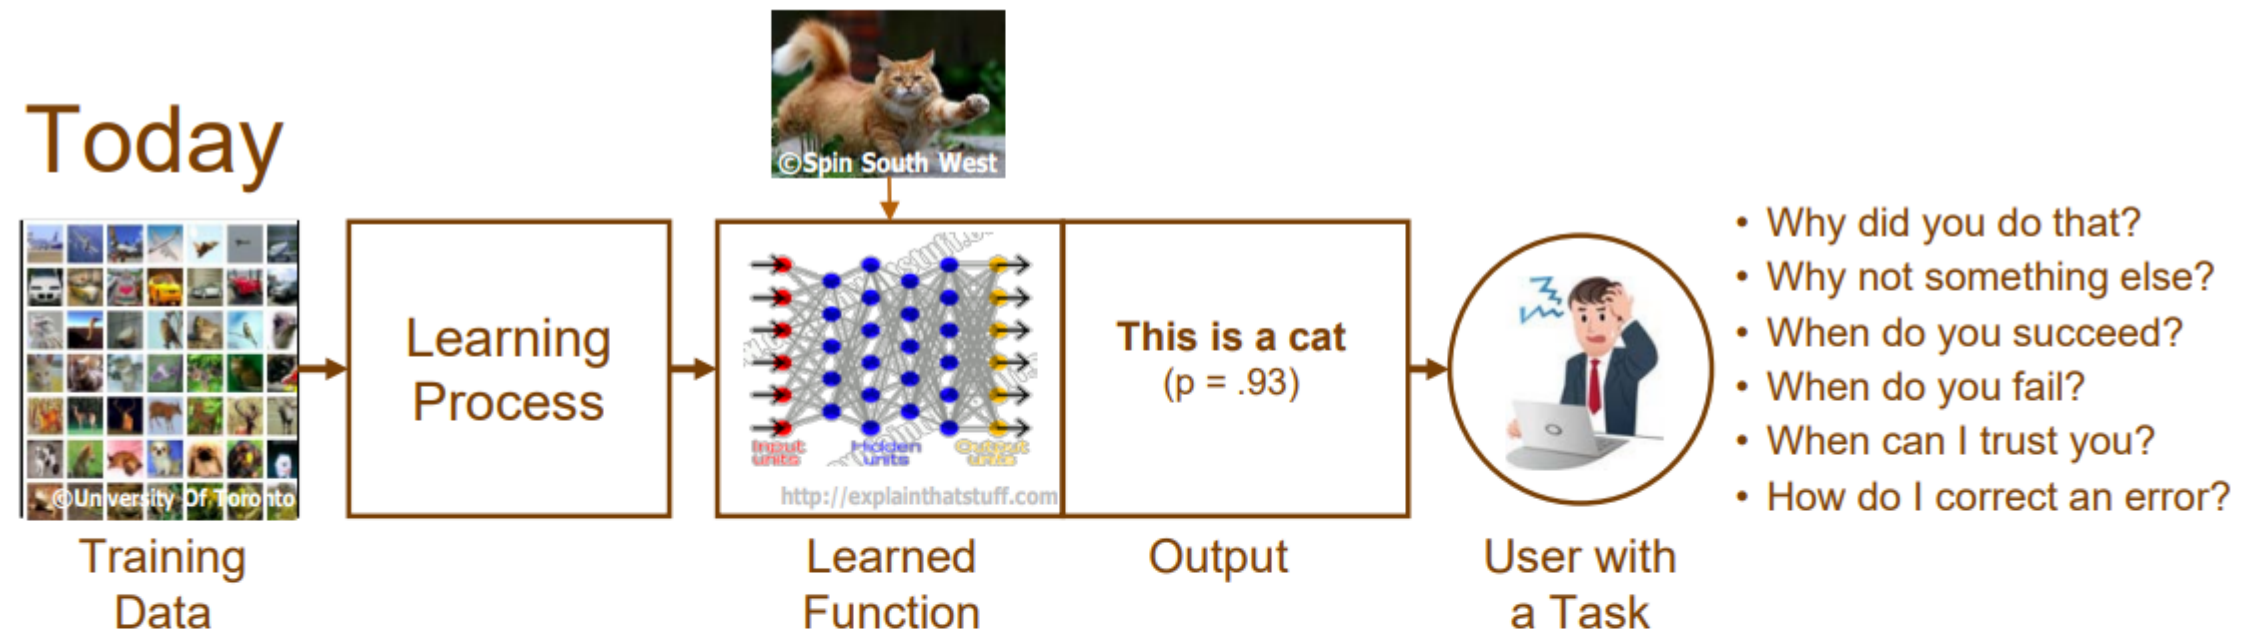 Today
©Spin South West
©University Of Toronto
Training
Data
Learning
Process
Input
units
Hidden
units
Output
units
http://explainthatstuff.com
Learned
Function
This is a cat
(p = .93)
Output
User with
a Task
• Why did you do that?
• Why not something else?
• When do you succeed?
• When do you fail?
• When can I trust you?
• How do I correct an error?